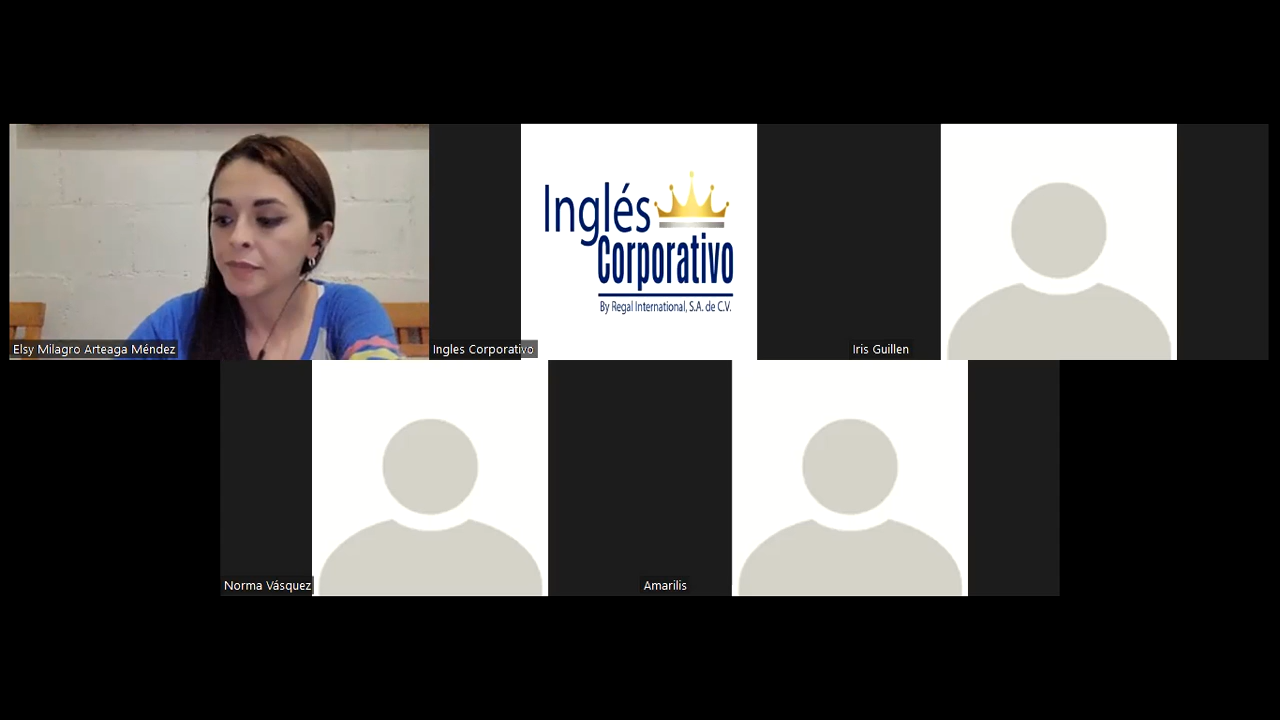 Inglés
Corporativo
By Regal International, S.A. de C.V.
Elsy Milagro Arteaga Méndez
Ingles Corporativo
Iris Guillen
Norma Vásquez
Amarilis